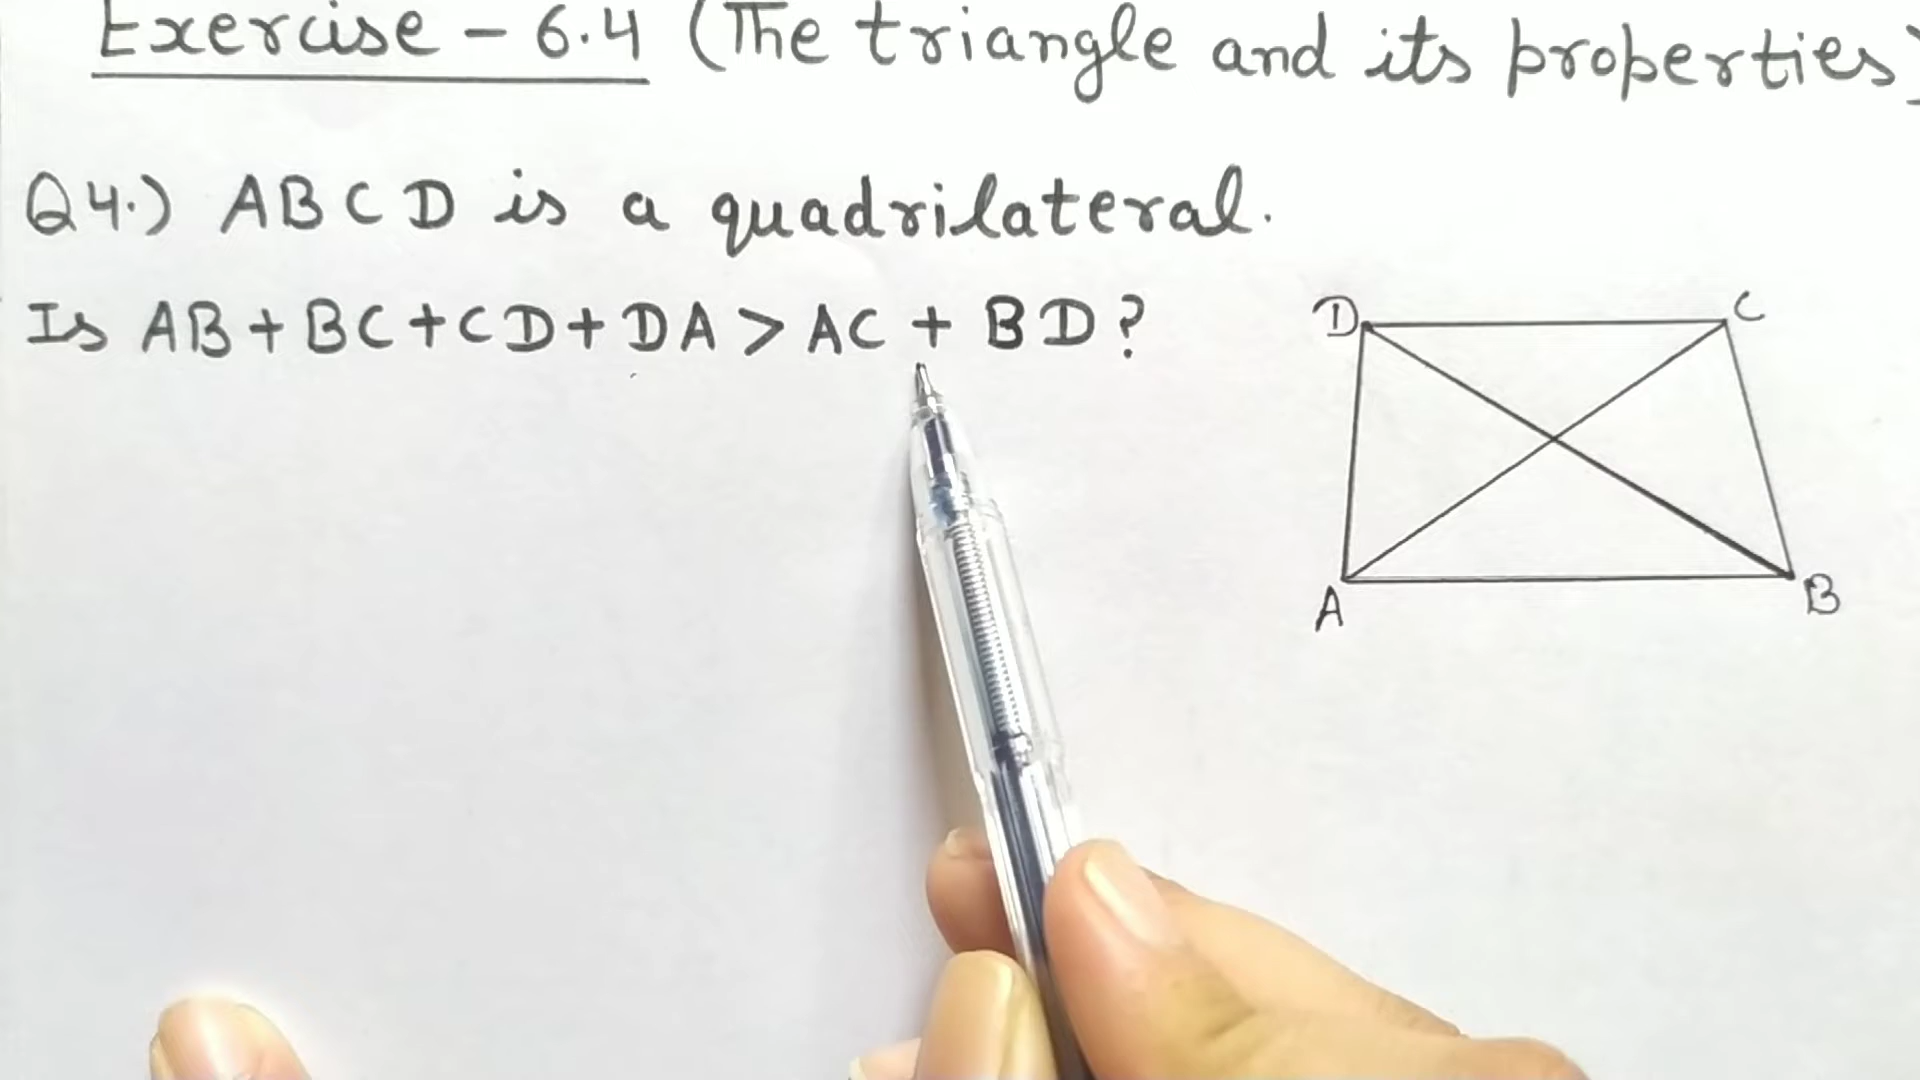 Exercise - 6.4 (The triangle and its properties)
Q4.) ABCD is a quadrilateral.
Is AB+BC+CD+DA > AC + BD?
D C
A B